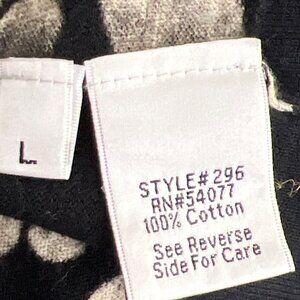 L
STYLE# 296
RN#54077
100% Cotton
See Reverse
Side For Care